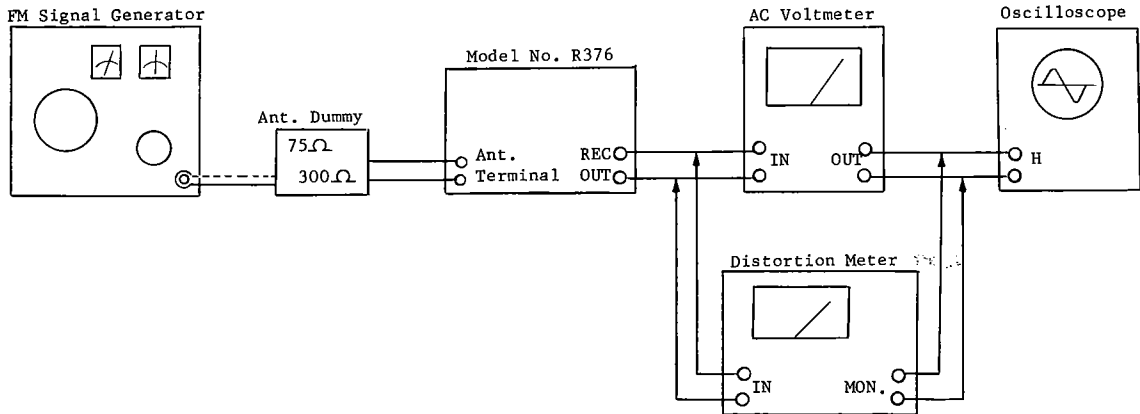 FM Signal Generator
AC Voltmeter
Oscilloscope
Model No. R376
Ant. Dummy
75Ω
300Ω
Ant.
Terminal
REC
OUT
IN
OUT
H
Distortion Meter
IN
MON.